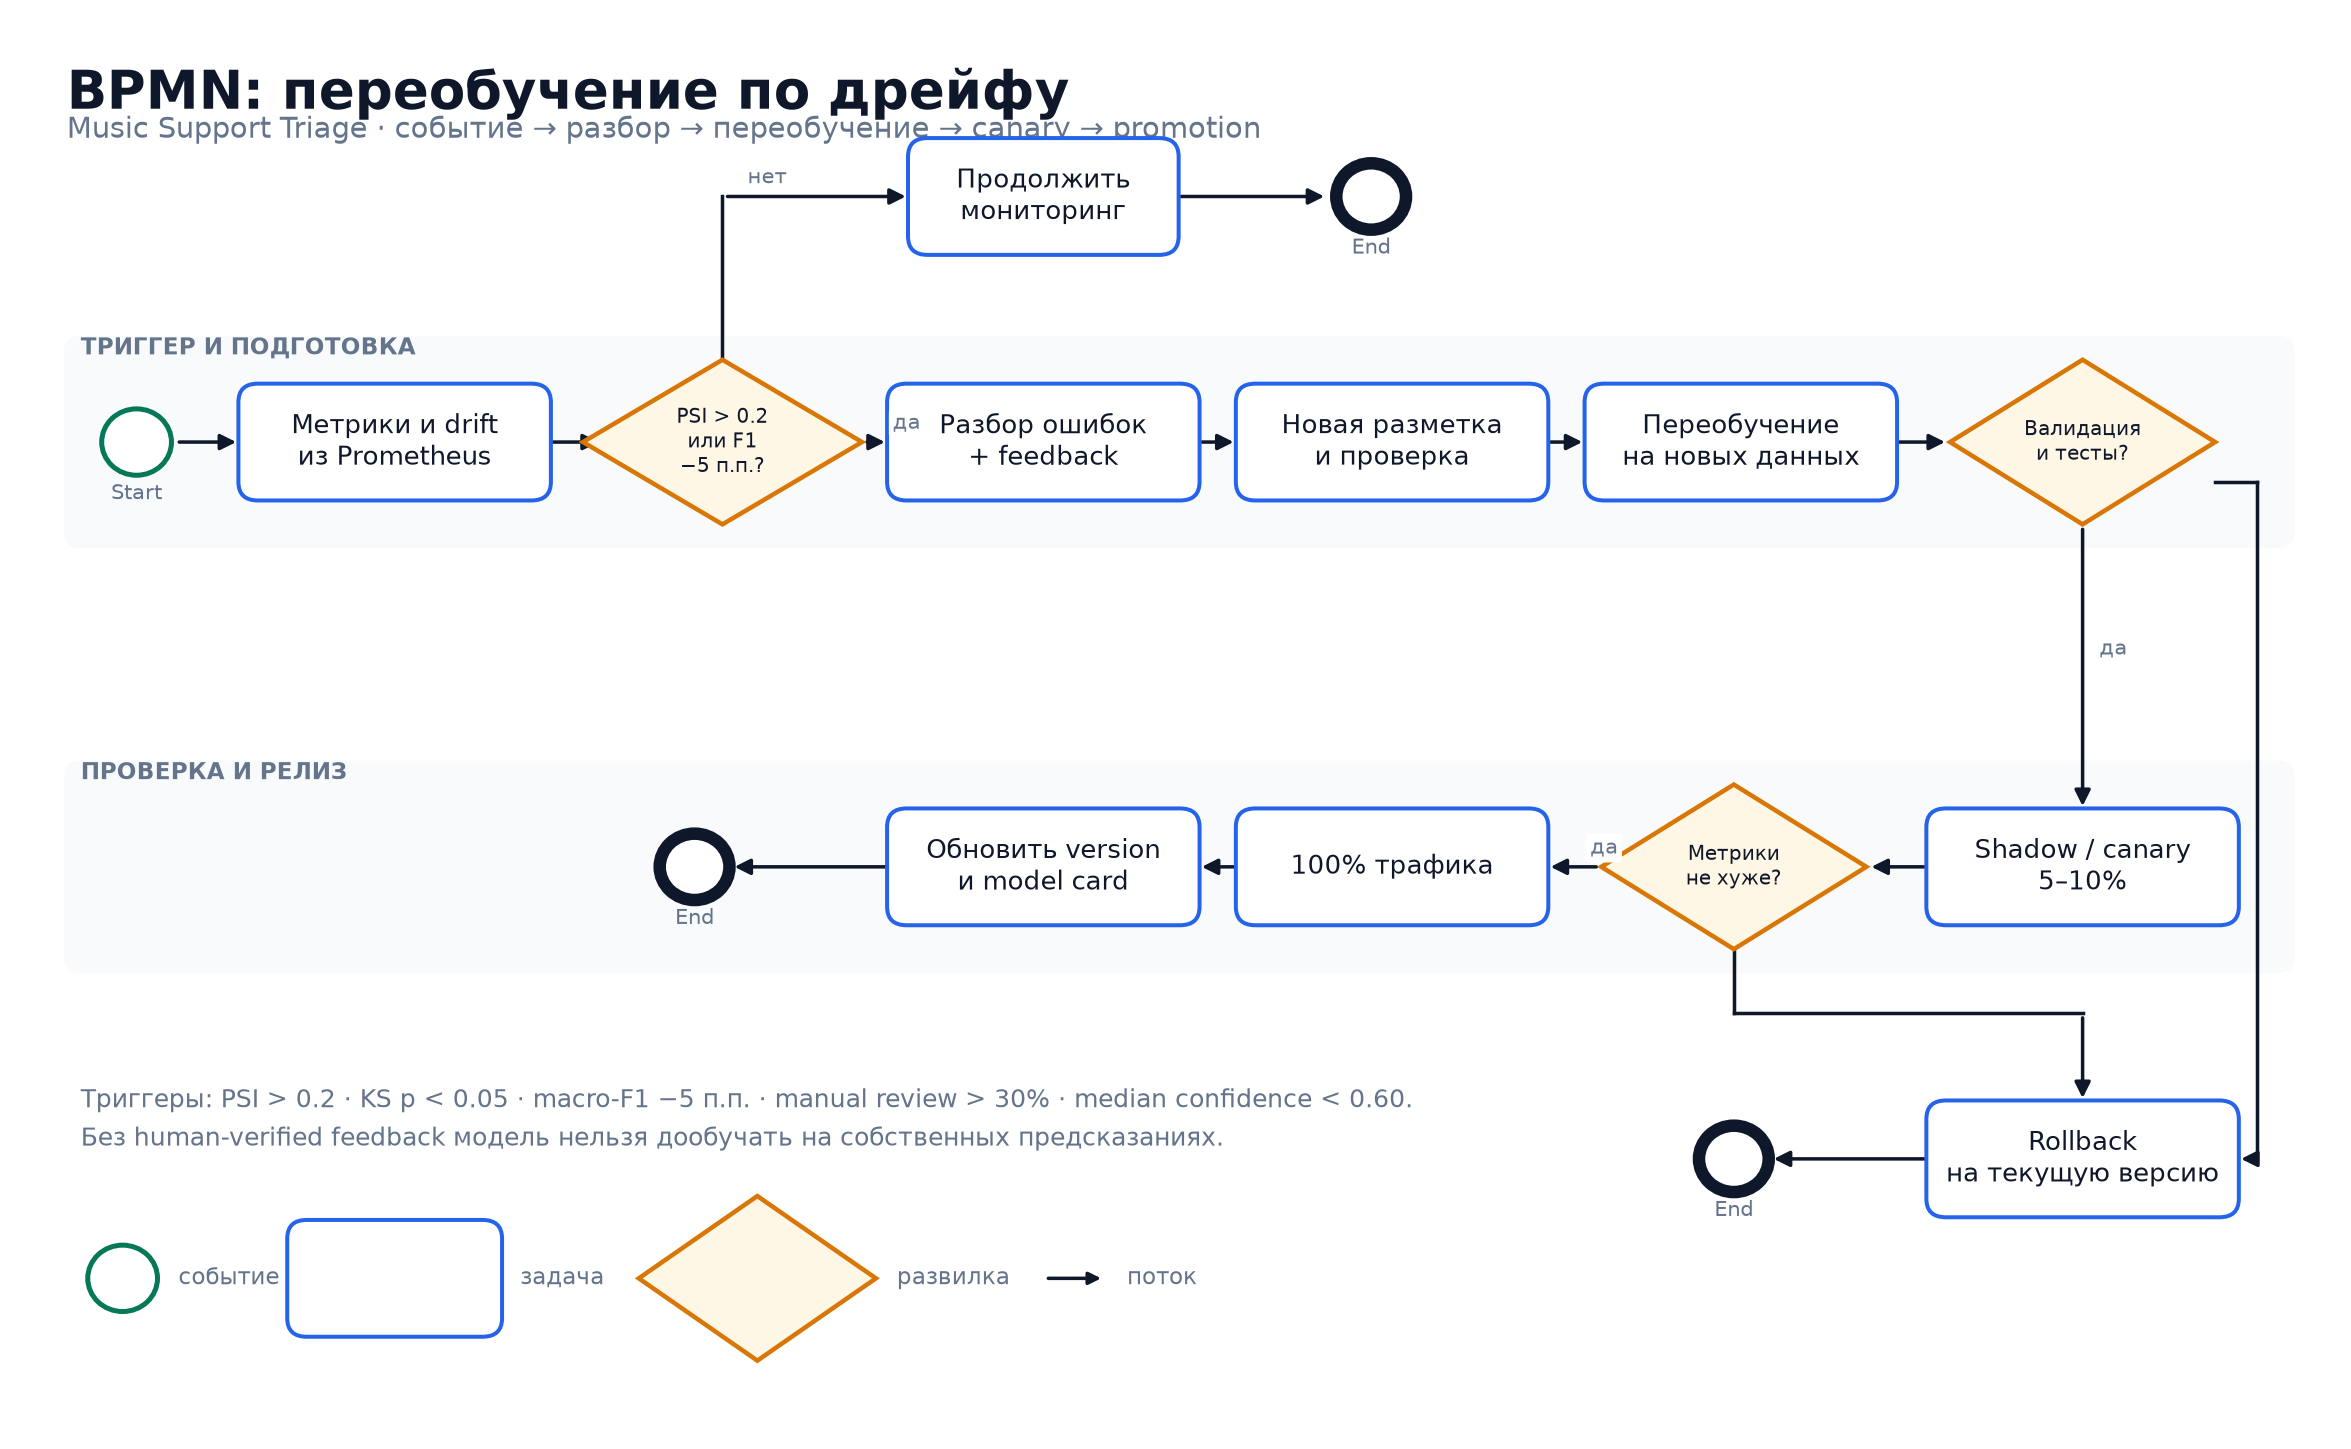 BPMN: переобучение по дрейфу
Music Support Triage · событие → разбор → переобучение → canary → promotion
нет
Продолжить
мониторинг
End
ТРИГГЕР И ПОДГОТОВКА
Start
Метрики и drift
из Prometheus
PSI > 0.2
или F1
−5 п.п.?
да
Разбор ошибок
+ feedback
Новая разметка
и проверка
Переобучение
на новых данных
Валидация
и тесты?
да
ПРОВЕРКА И РЕЛИЗ
End
Обновить version
и model card
100% трафика
да
Метрики
не хуже?
Shadow / canary
5–10%
Триггеры: PSI > 0.2 · KS p < 0.05 · macro-F1 −5 п.п. · manual review > 30% · median confidence < 0.60.
Без human-verified feedback модель нельзя дообучать на собственных предсказаниях.
End
Rollback
на текущую версию
событие
задача
развилка
поток